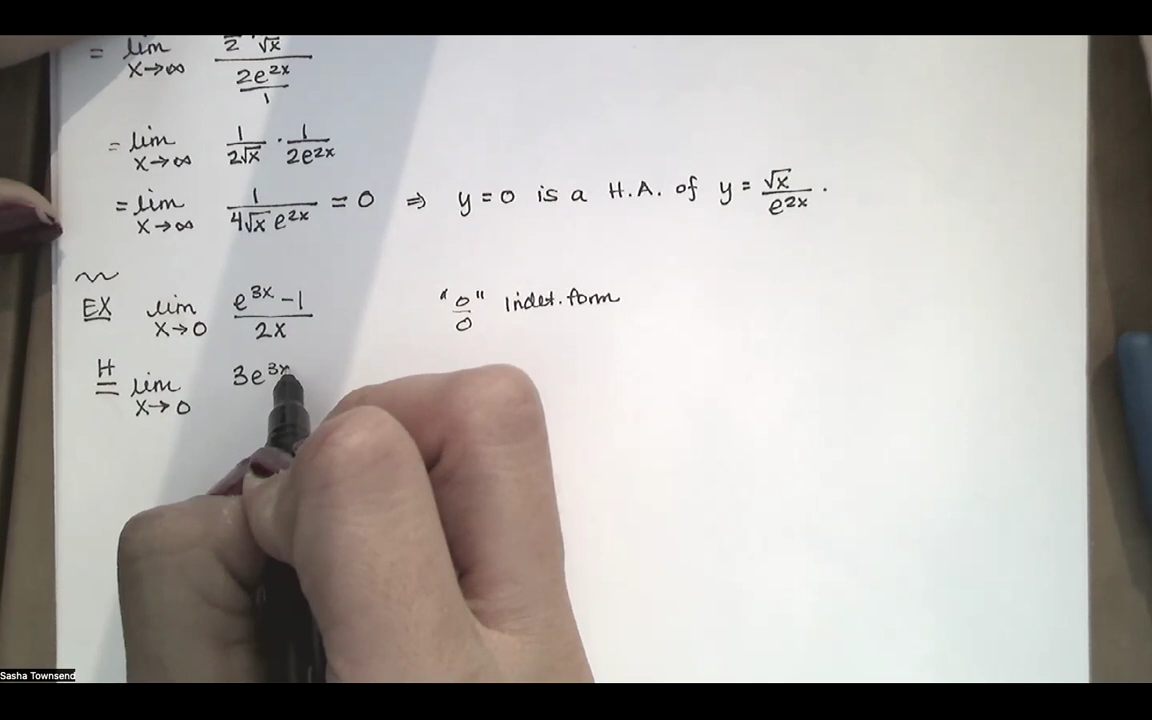 = lim 1/2 · √x
x→∞ 2e^2x
1
= lim 1/2√x · 1/2e^2x
x→∞
= lim 1/4√x e^2x = 0 ⇒ y = 0 is a H.A. of y = √x/e^2x .
x→∞
EX lim e^3x - 1 / 2x "0/0" Indet. form
x→0
H= lim 3e^3x
x→0
Sasha Townsend